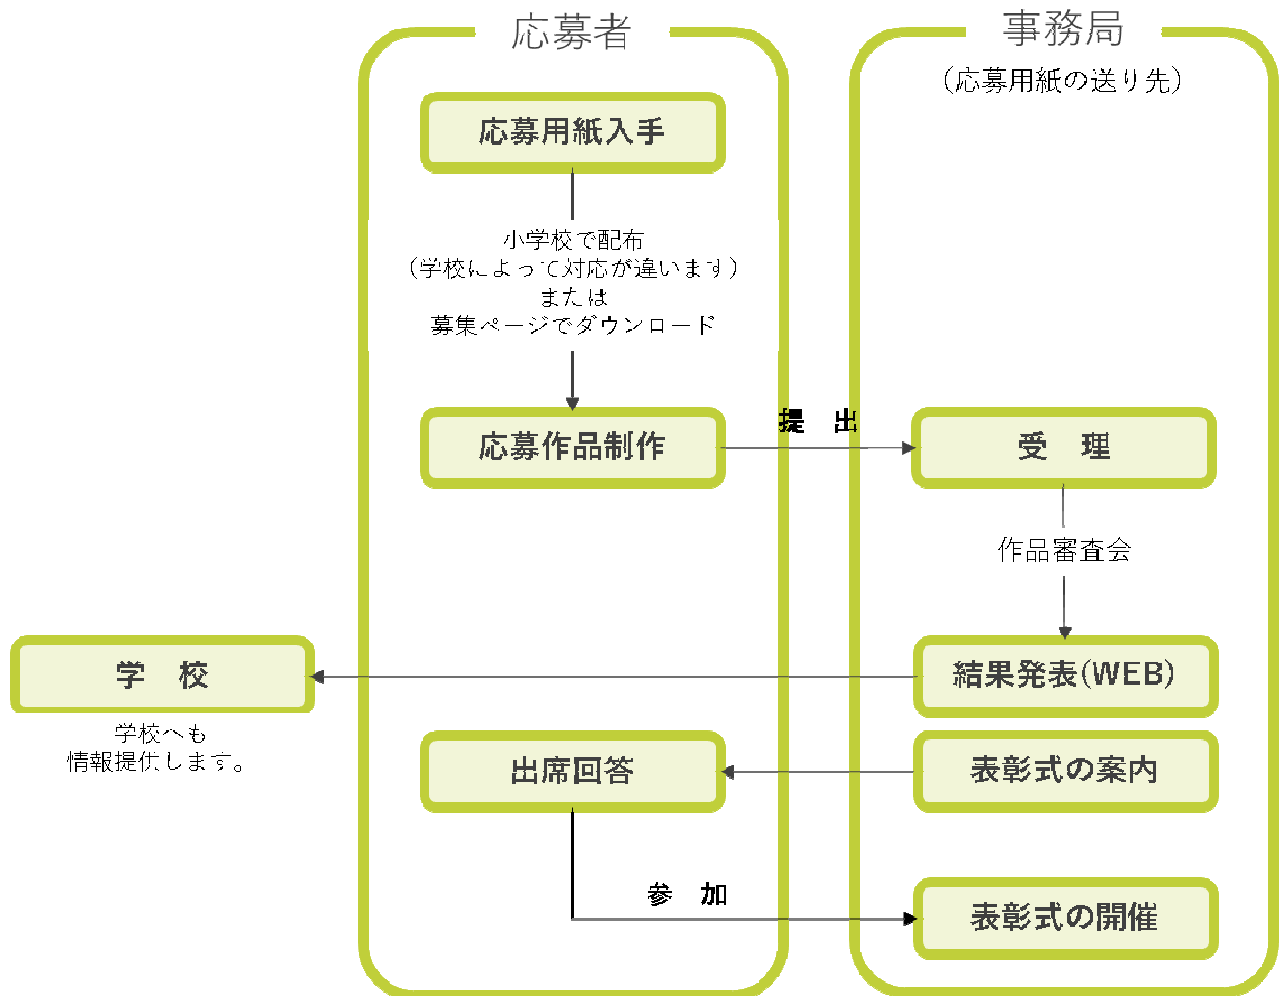 応募者
事務局
（応募用紙の送り先）
応募用紙入手
小学校で配布
（学校によって対応が違います）
または
募集ページでダウンロード
応募作品制作
提　出
受　理
作品審査会
学　校
結果発表(WEB)
学校へも
情報提供します。
出席回答
表彰式の案内
参　加
表彰式の開催